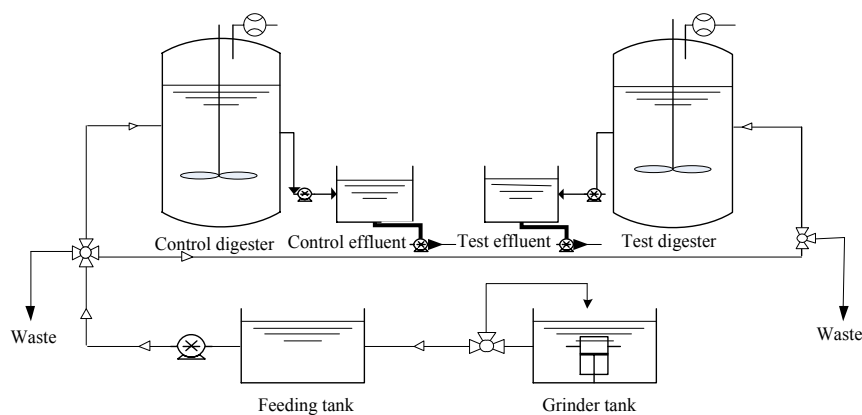 Control digester
Control effluent
Test effluent
Test digester
Waste
Waste
Feeding tank
Grinder tank